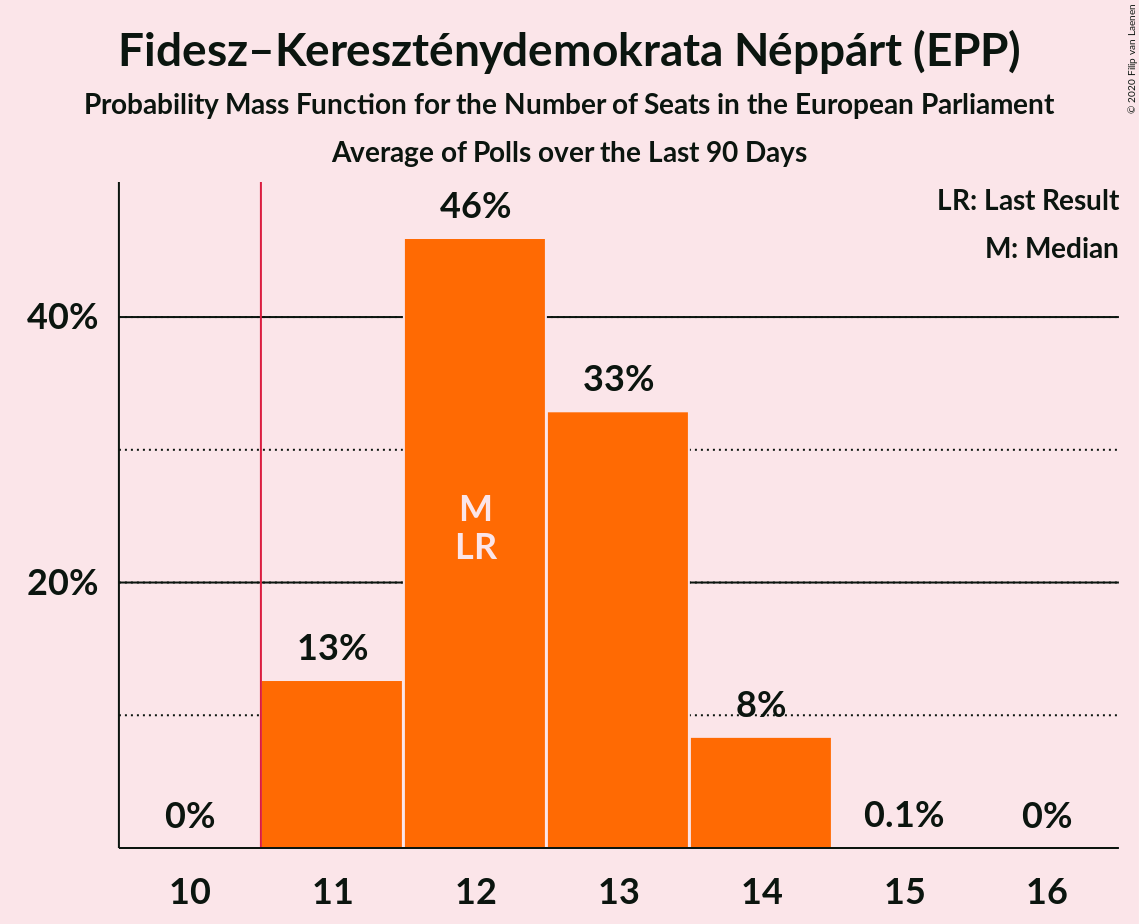 Fidesz–Kereszténydemokrata Néppárt (EPP)
Probability Mass Function for the Number of Seats in the European Parliament
Average of Polls over the Last 90 Days
© 2020 Filip van Laenen
LR: Last Result
M: Median
46%
40%
33%
M
LR
20%
13%
8%
0%
0.1%
0%
10 11 12 13 14 15 16